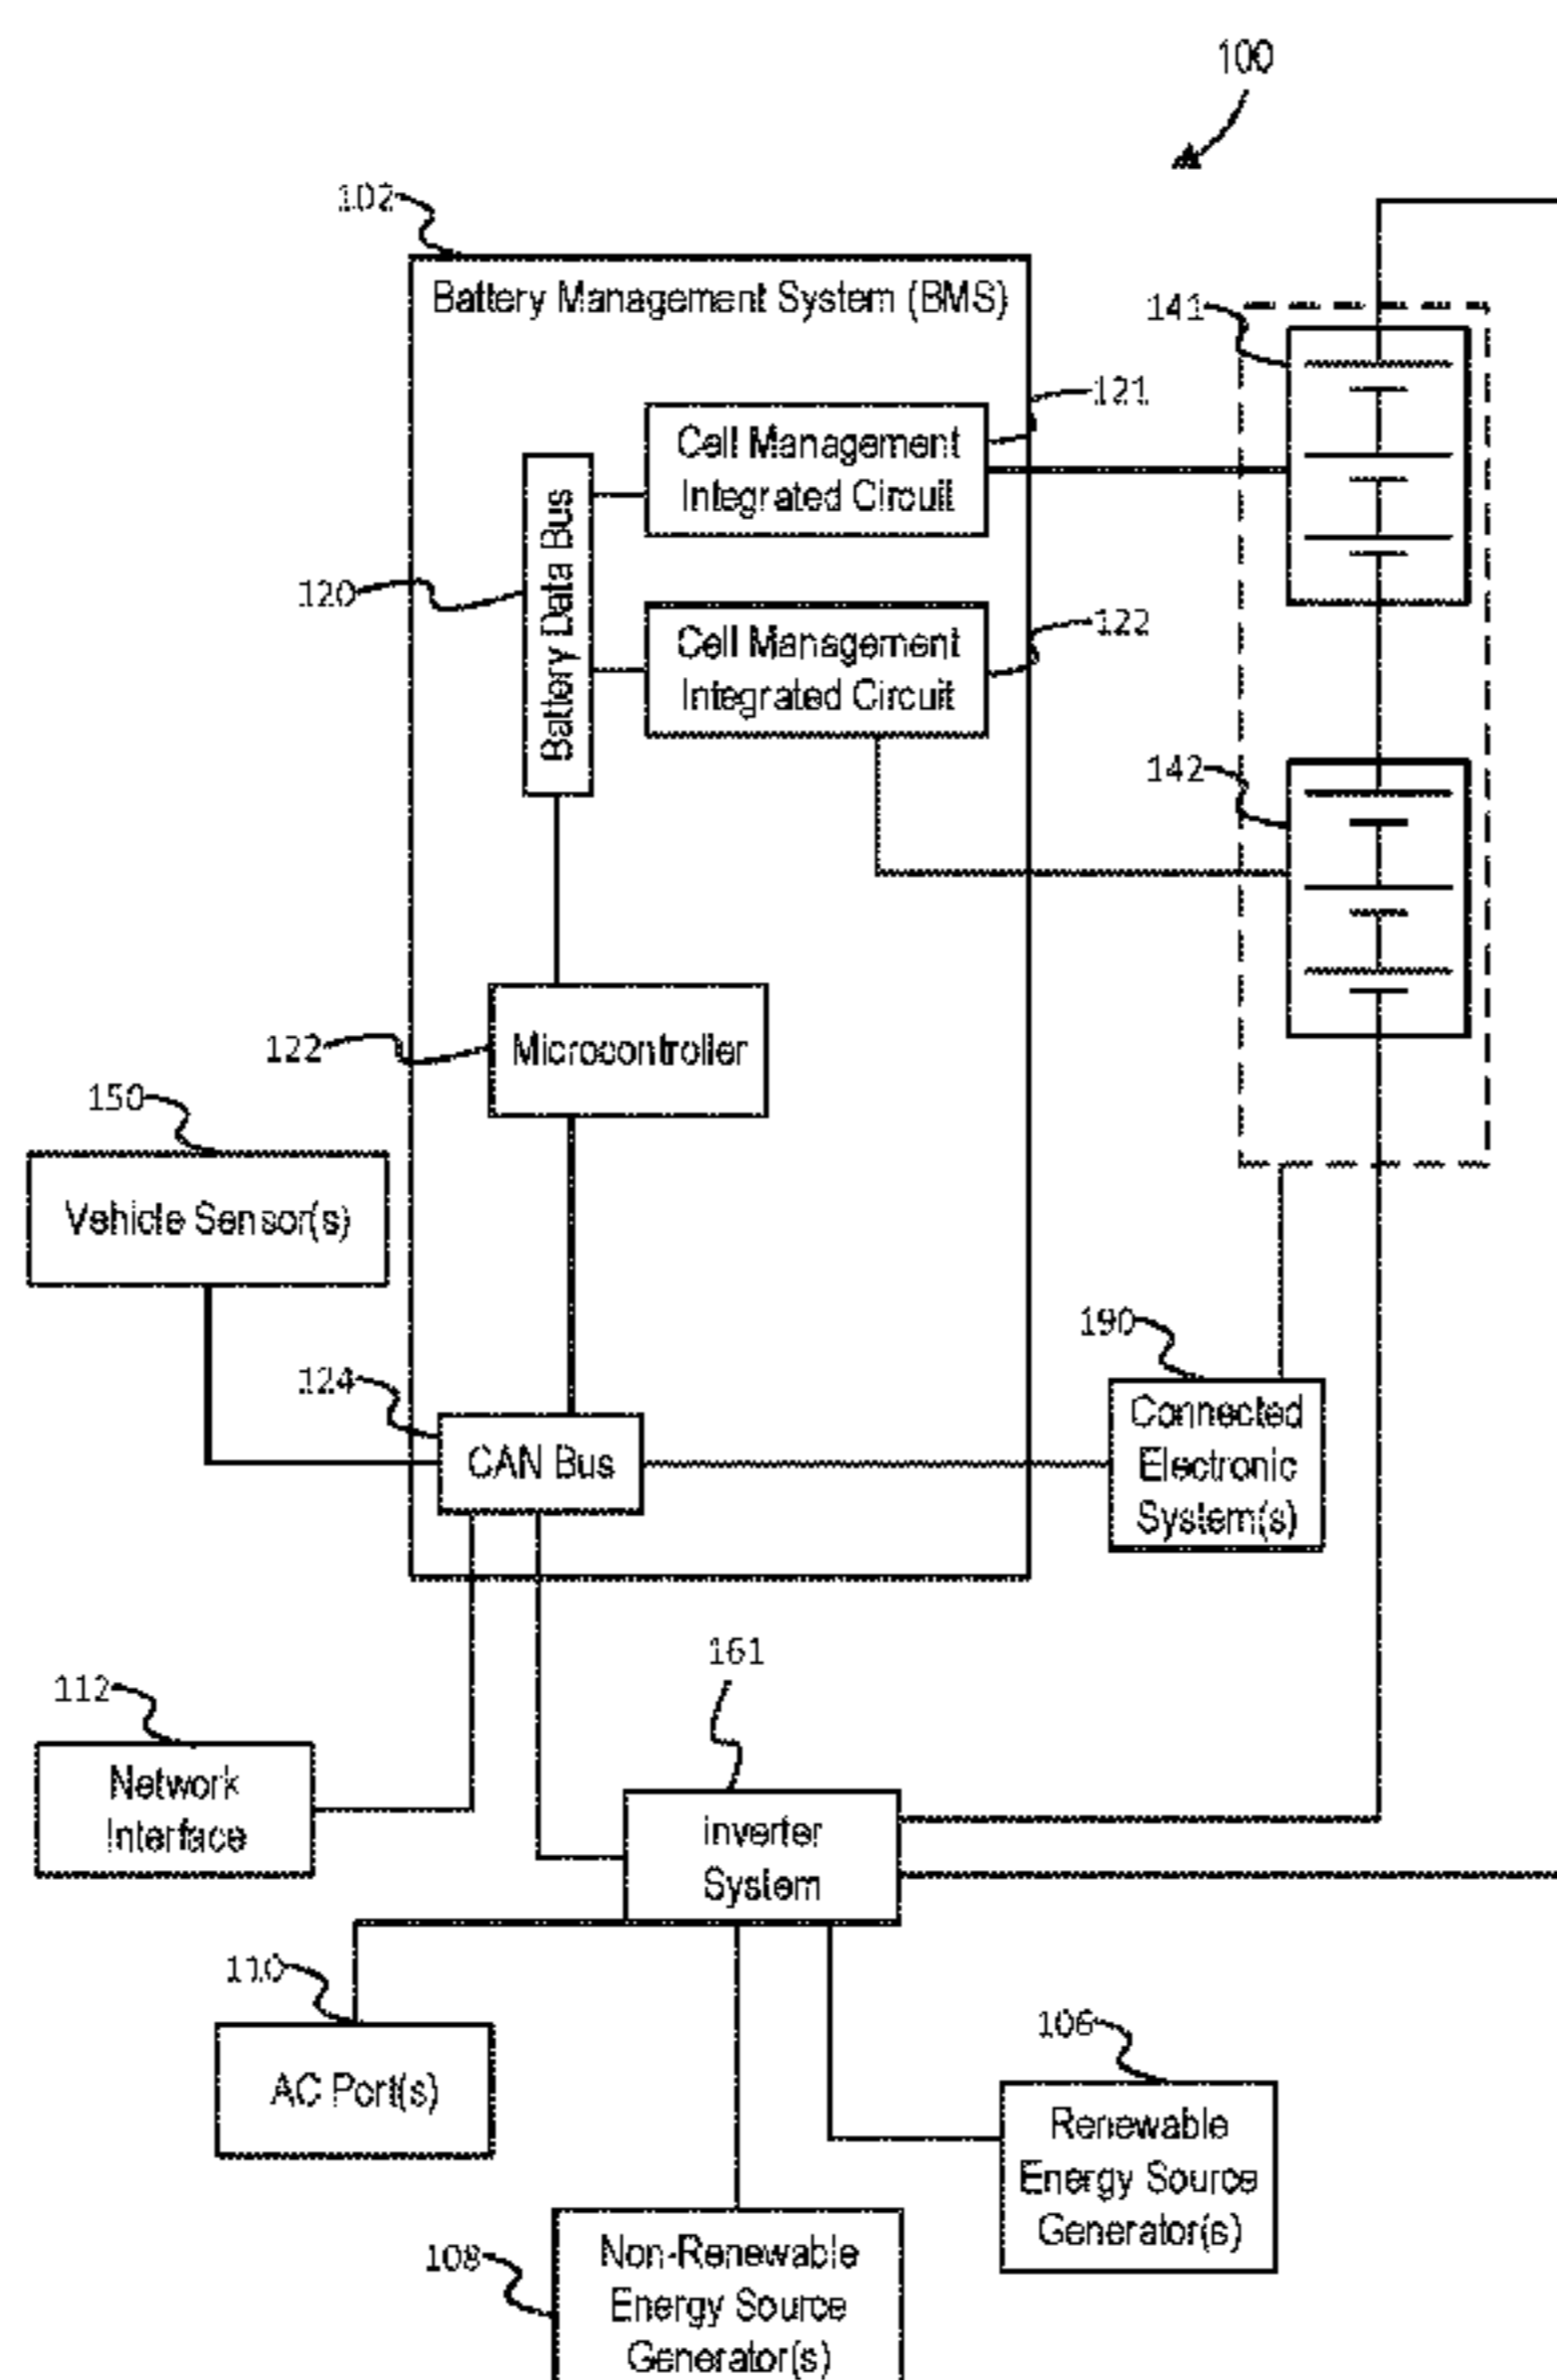 100
102
Battery Management System (BMS)
141
121
Cell Management
Integrated Circuit
Battery Data Bus
120
122
Cell Management
Integrated Circuit
142
122
Microcontroller
150
Vehicle Sensor(s)
190
124
Connected
Electronic
System(s)
CAN Bus
161
112
Network
Interface
inverter
System
110
106
AC Port(s)
Renewable
Energy Source
Generator(s)
108
Non-Renewable
Energy Source
Generator(s)